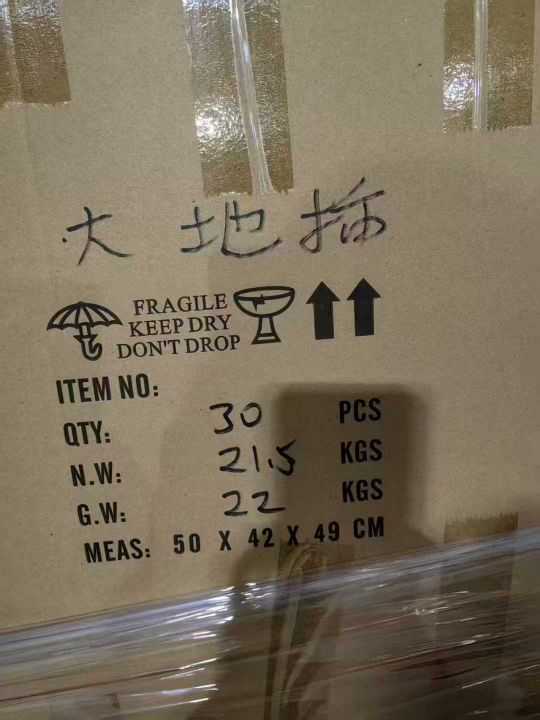 大地插
FRAGILE
KEEP DRY
DON'T DROP
ITEM NO:
QTY: 30 PCS
N.W: 21.5 KGS
G.W: 22 KGS
MEAS: 50 X 42 X 49 CM